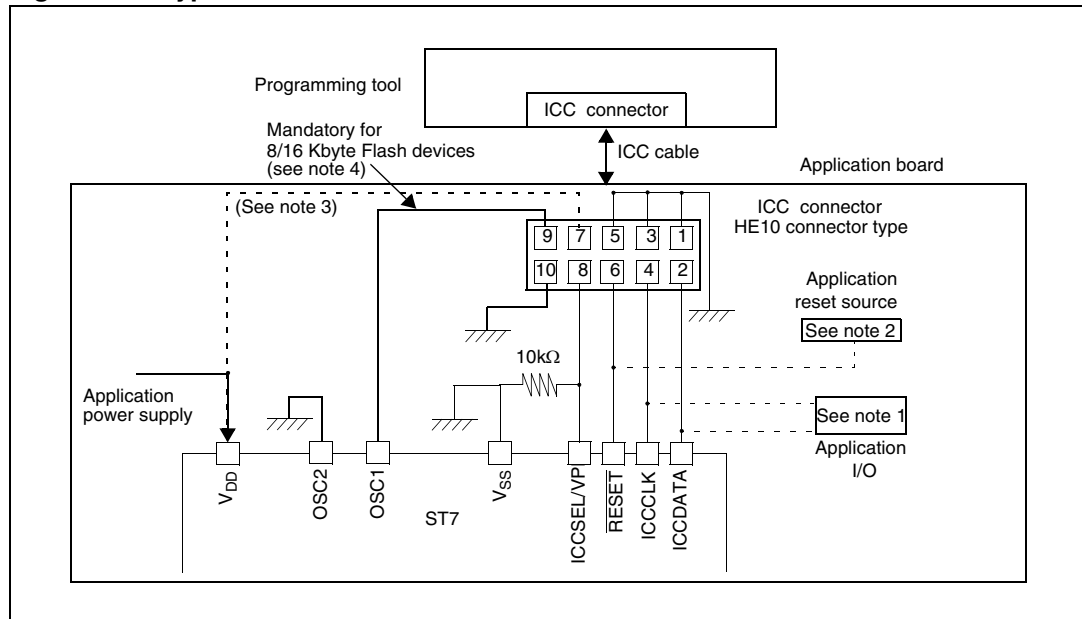 Programming tool
ICC connector
Mandatory for
8/16 Kbyte Flash devices
(see note 4)
ICC cable
Application board
(See note 3)
ICC connector
HE10 connector type
9 7 5 3 1
10 8 6 4 2
Application
reset source
See note 2
10kΩ
Application
power supply
See note 1
Application
I/O
VDD
OSC2
OSC1
VSS
ICCSEL/VP
RESET
ICCCLK
ICCDATA
ST7